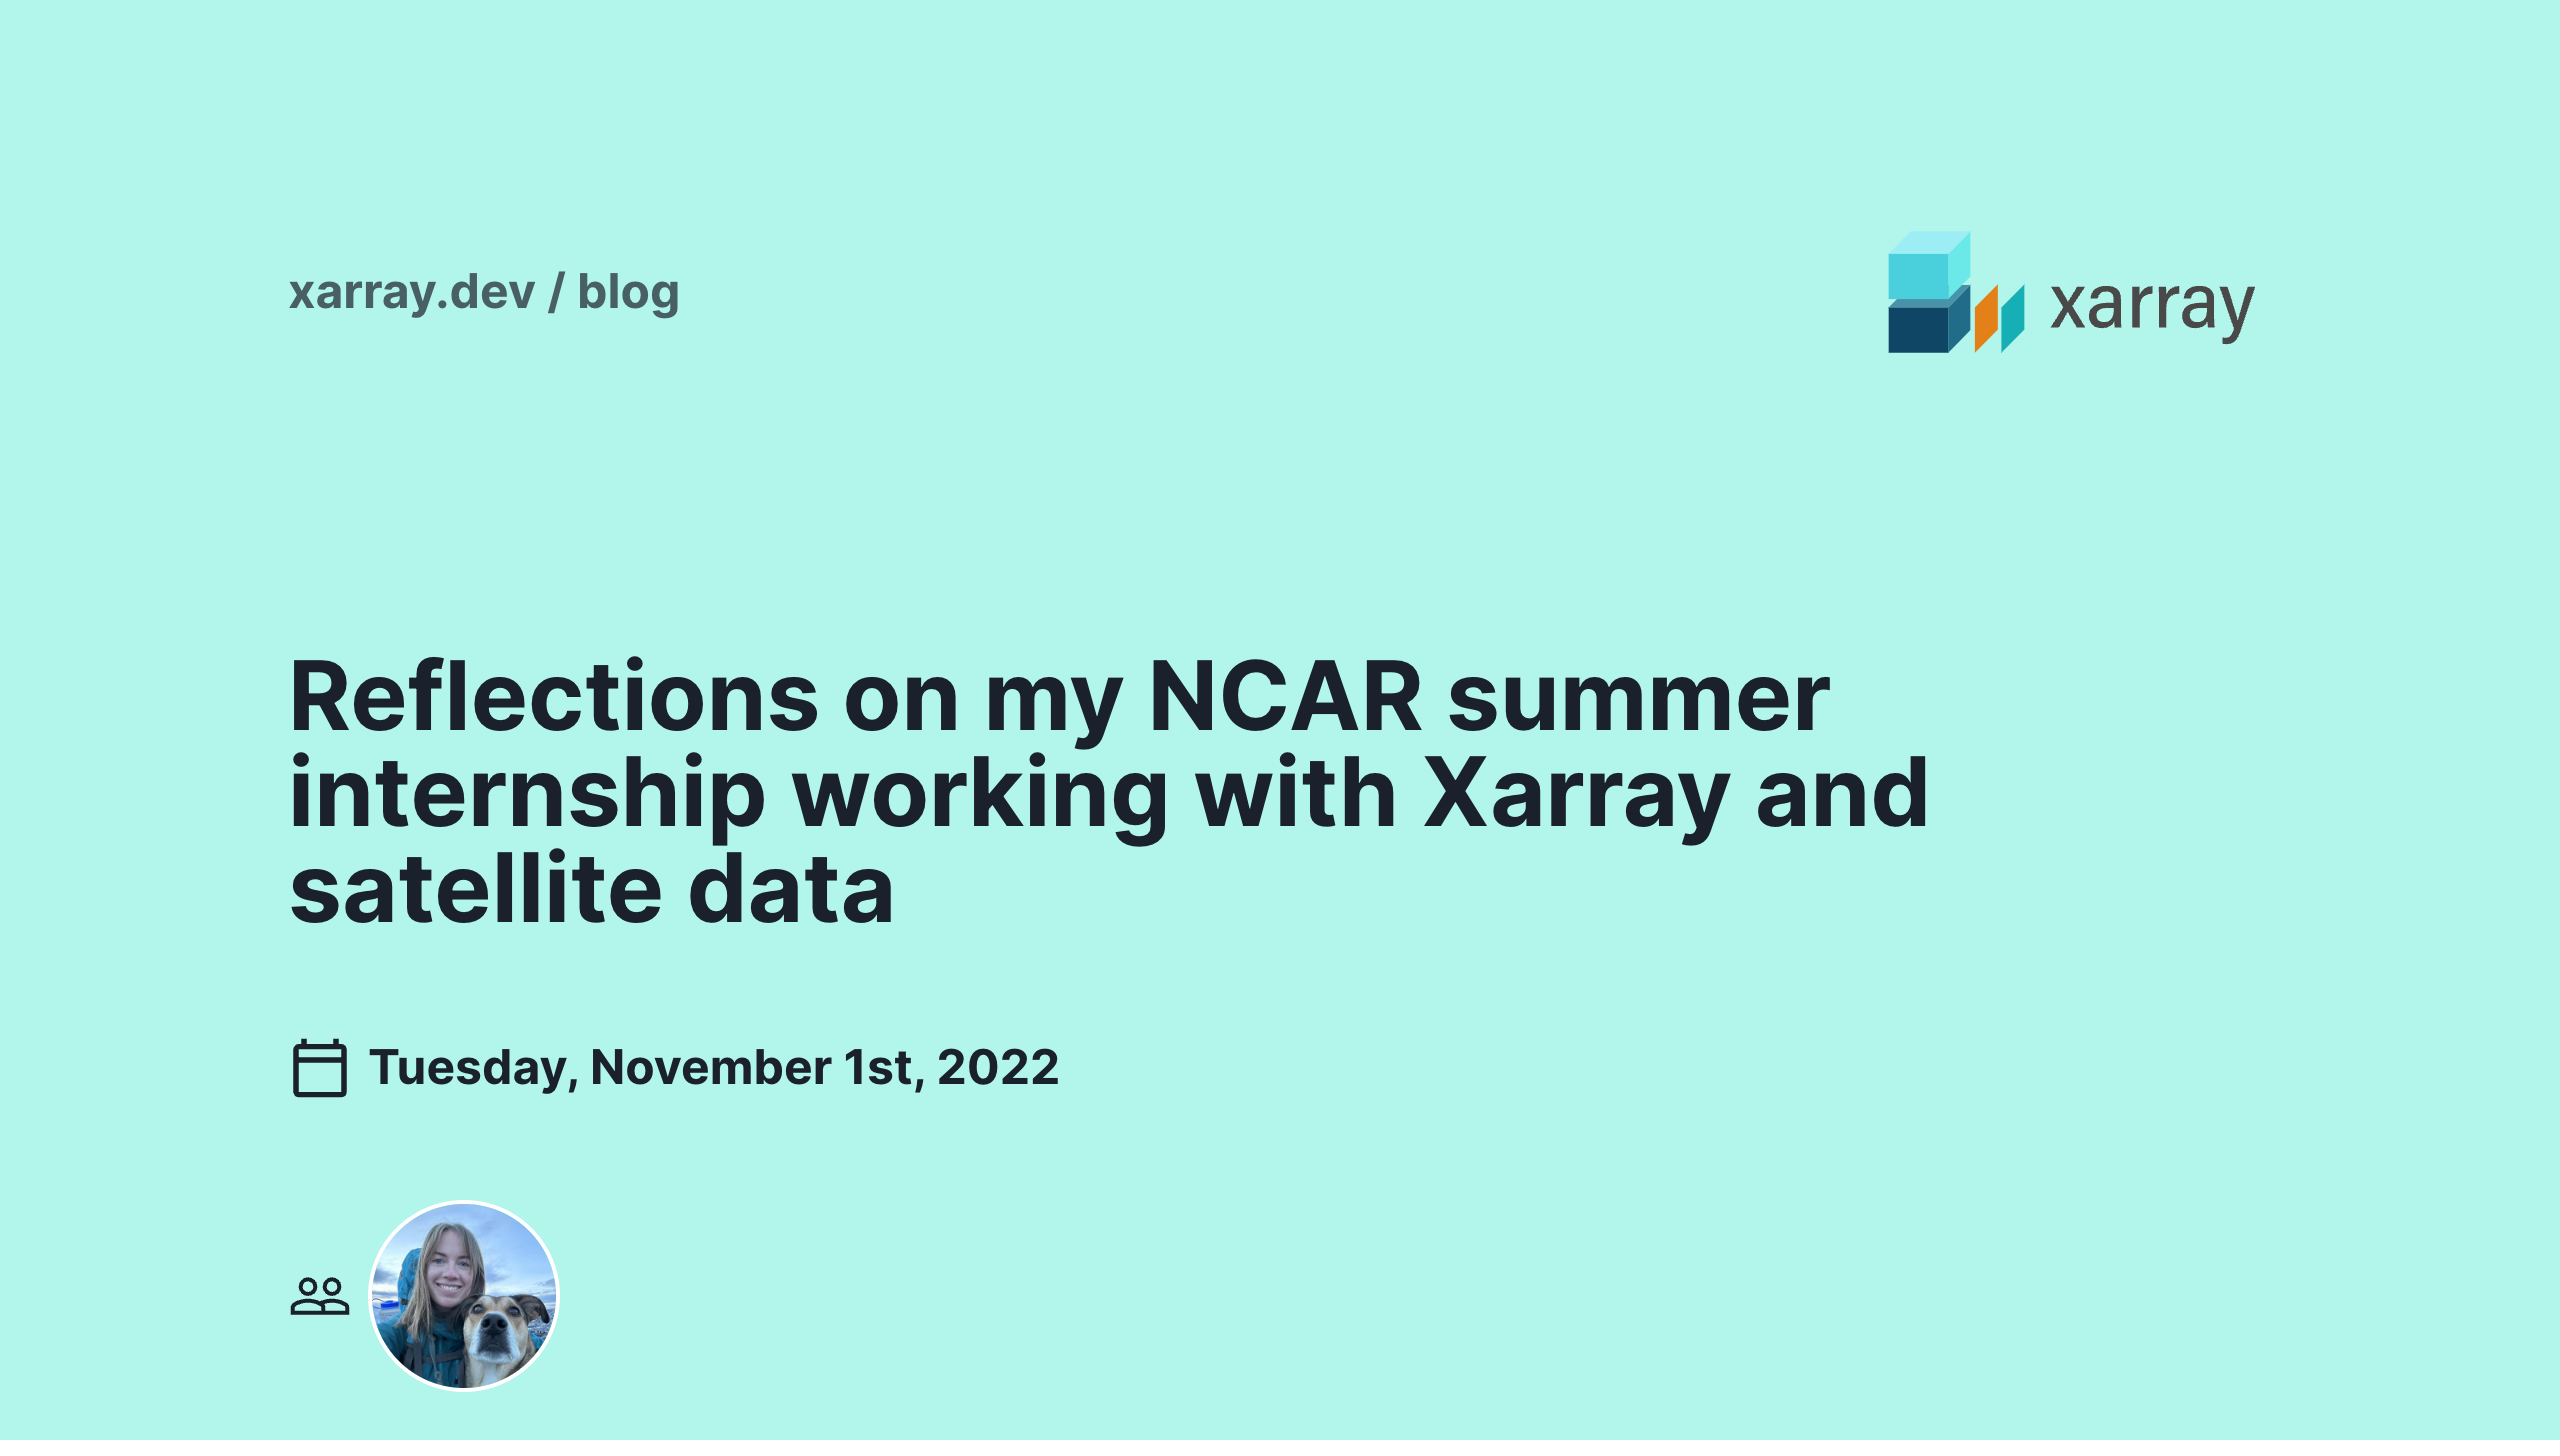 xarray.dev / blog
xarray
Reflections on my NCAR summer
internship working with Xarray and
satellite data
Tuesday, November 1st, 2022